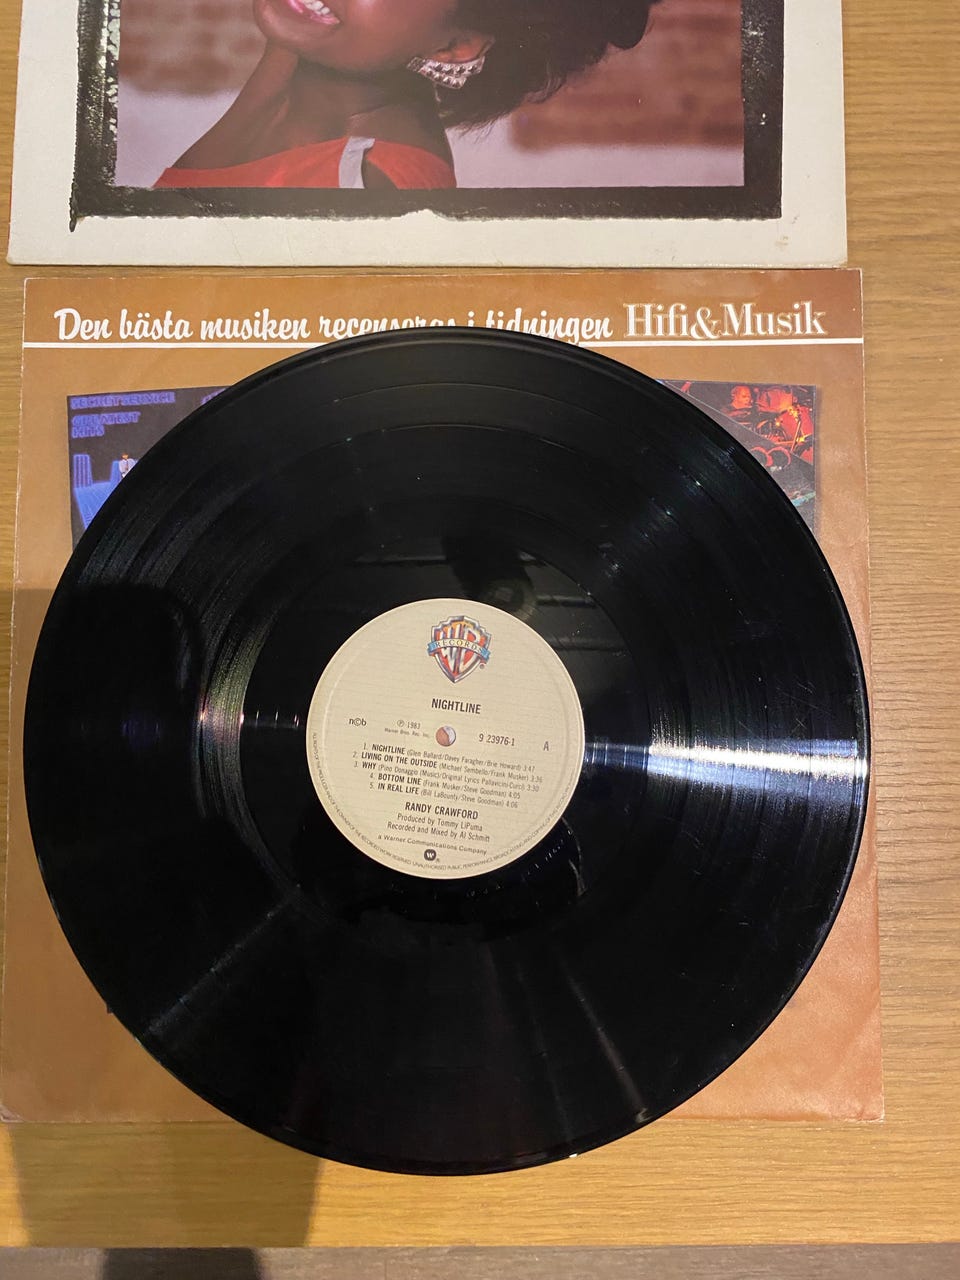 Den bästa musiken recenseras i tidningen Hifi&Musik
SECRET SERVICE
GREATEST
HITS
RECORDS
NIGHTLINE
n©b
℗ 1983
Warner Bros. Rec. Inc.
9 23976-1
A
1. NIGHTLINE (Glen Ballard/Davey Faragher/Brie Howard) 3:47
2. LIVING ON THE OUTSIDE (Michael Sembello/Frank Musker) 3:36
3. WHY (Pino Donaggio (Music)/Original Lyrics Pallavicini-Curci) 3:30
4. BOTTOM LINE (Frank Musker/Steve Goodman) 4:05
5. IN REAL LIFE (Bill LaBounty/Steve Goodman) 4:06
RANDY CRAWFORD
Produced by Tommy LiPuma
Recorded and Mixed by Al Schmitt
a Warner Communications Company